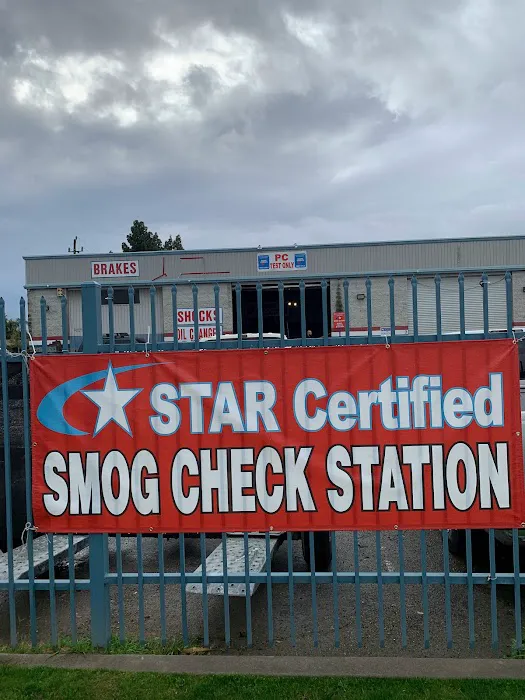 BRAKES
PC
TEST ONLY
SHOCKS
OIL CHANGE
STAR Certified
SMOG CHECK STATION